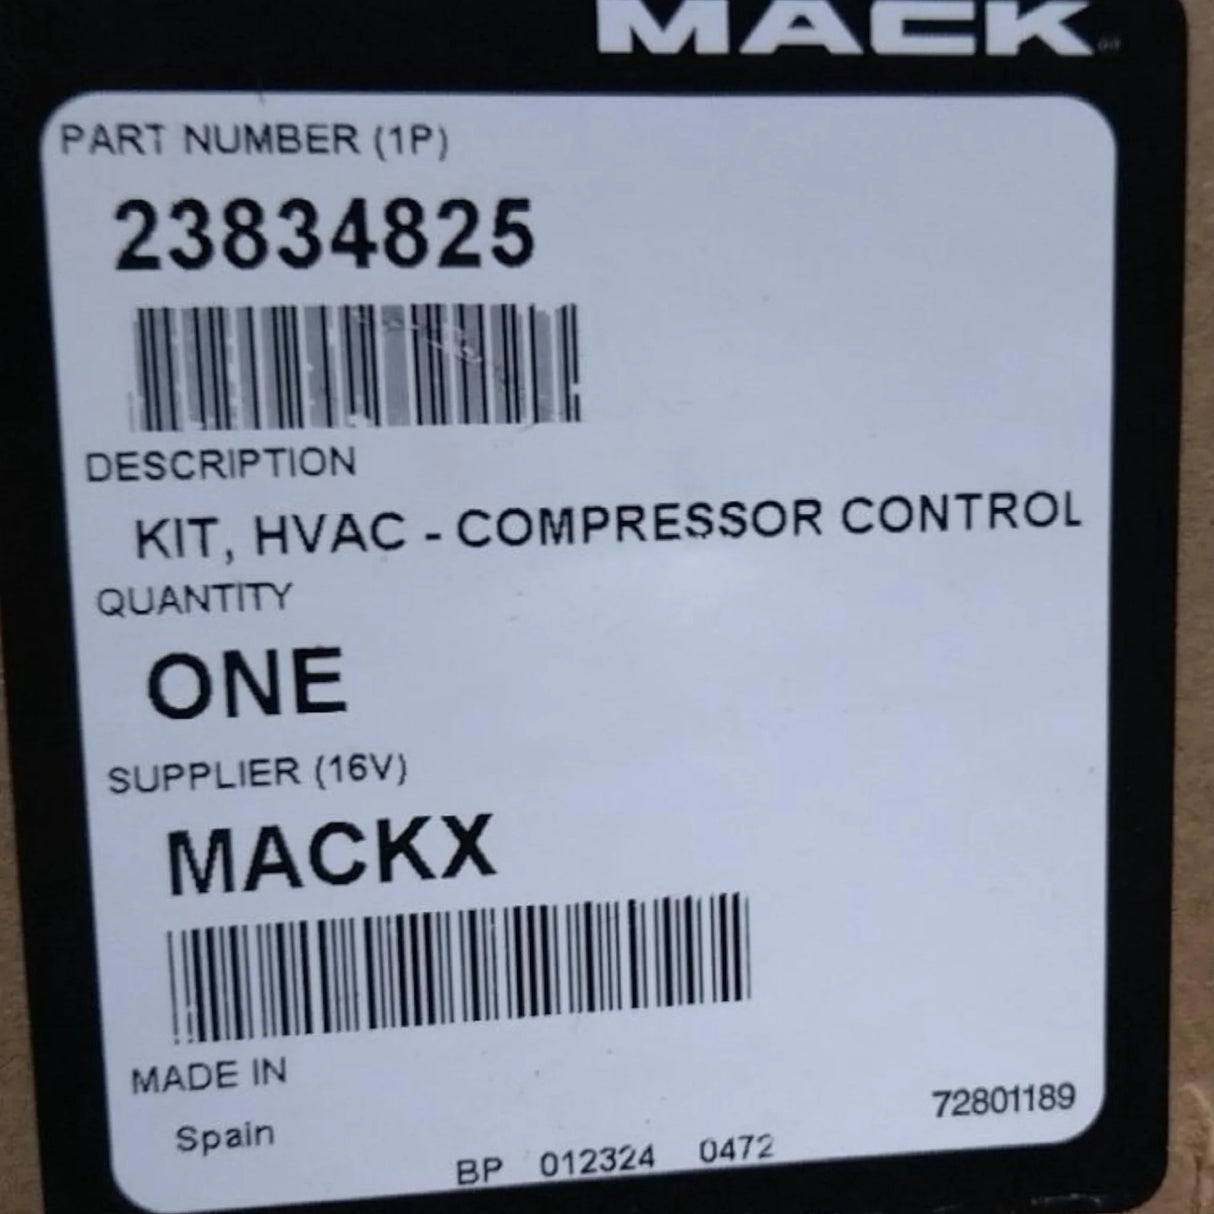 MACK
PART NUMBER (1P)
23834825
DESCRIPTION
KIT, HVAC - COMPRESSOR CONTROL
QUANTITY
ONE
SUPPLIER (16V)
MACKX
MADE IN
Spain
72801189
BP 012324 0472